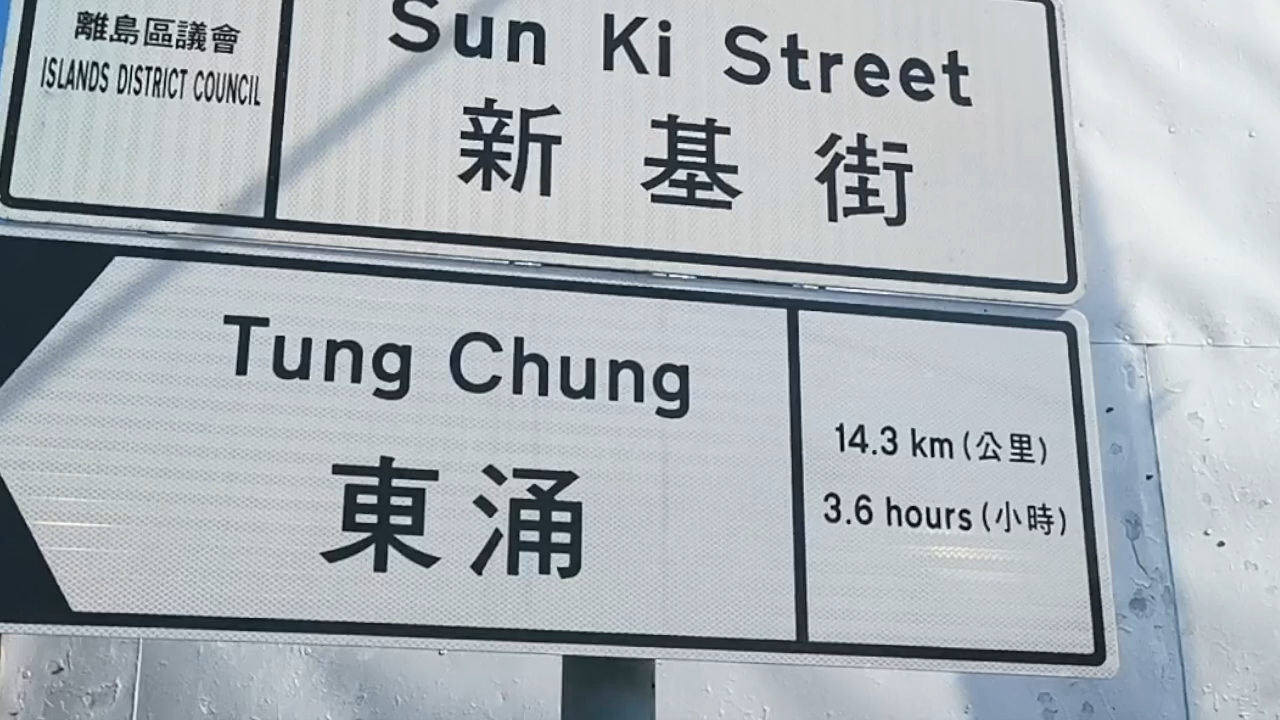 離島區議會
ISLANDS DISTRICT COUNCIL
Sun Ki Street
新基街
Tung Chung
東涌
14.3 km (公里)
3.6 hours (小時)